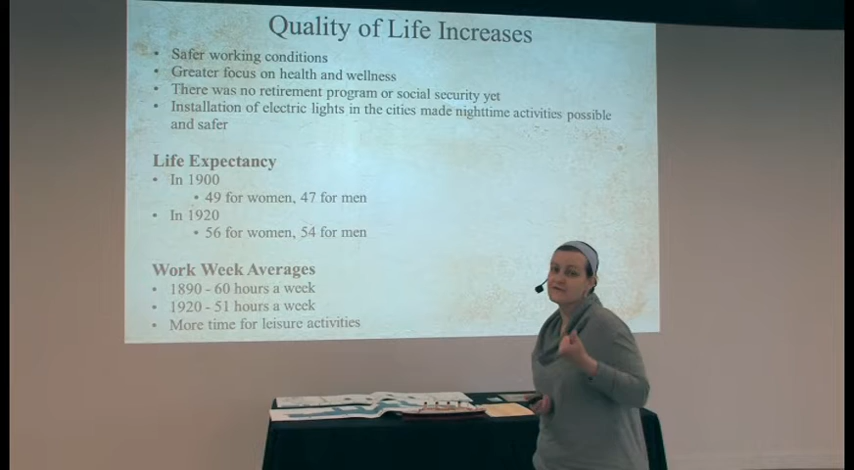 Quality of Life Increases
• Safer working conditions
• Greater focus on health and wellness
• There was no retirement program or social security yet
• Installation of electric lights in the cities made nighttime activities possible
and safer
Life Expectancy
• In 1900
• 49 for women, 47 for men
• In 1920
• 56 for women, 54 for men
Work Week Averages
• 1890 - 60 hours a week
• 1920 - 51 hours a week
• More time for leisure activities